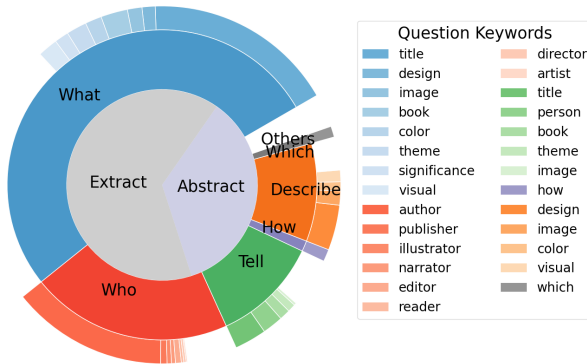 What
Others
Which
Extract
Abstract
Describe
How
Tell
Who
Question Keywords
title
design
image
book
color
theme
significance
visual
author
publisher
illustrator
narrator
editor
reader
director
artist
title
person
book
theme
image
how
design
image
color
visual
which